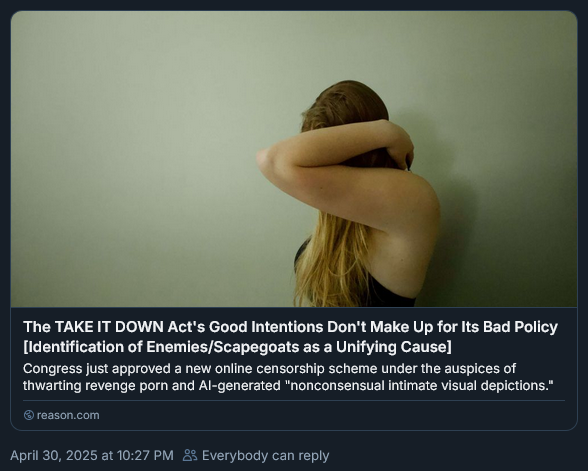 The TAKE IT DOWN Act's Good Intentions Don't Make Up for Its Bad Policy
[Identification of Enemies/Scapegoats as a Unifying Cause]
Congress just approved a new online censorship scheme under the auspices of
thwarting revenge porn and AI-generated "nonconsensual intimate visual depictions."
reason.com
April 30, 2025 at 10:27 PM Everybody can reply